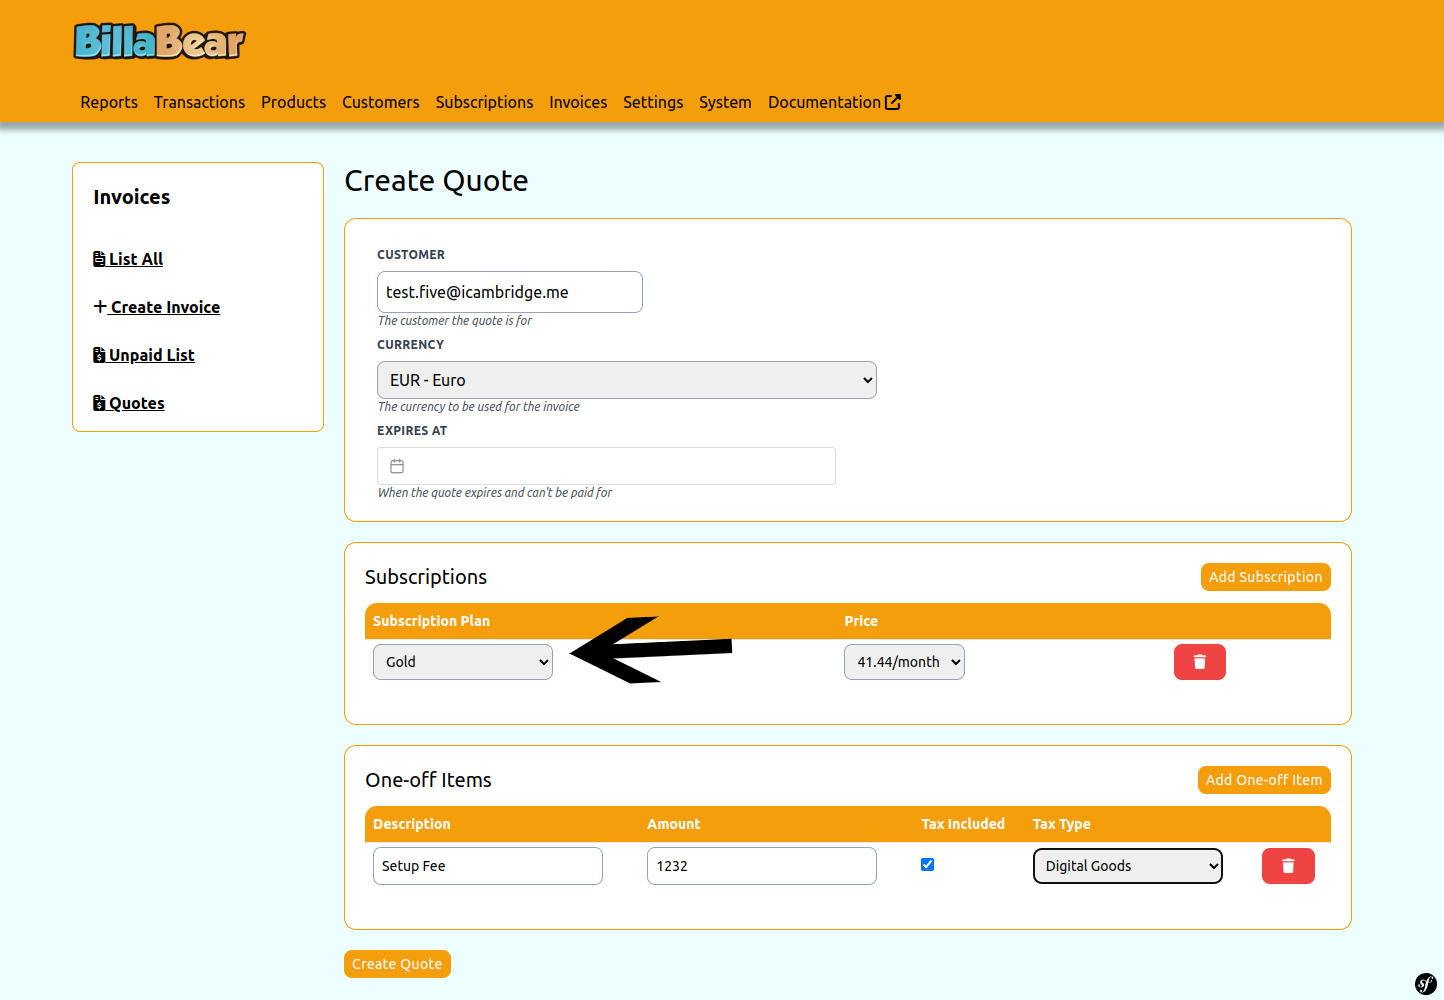 BillaBear
Reports Transactions Products Customers Subscriptions Invoices Settings System Documentation
Invoices
List All
Create Invoice
Unpaid List
Quotes
Create Quote
CUSTOMER
test.five@icambridge.me
The customer the quote is for
CURRENCY
EUR - Euro
The currency to be used for the invoice
EXPIRES AT
When the quote expires and can't be paid for
Subscriptions
Add Subscription
Subscription Plan Price
Gold 41.44/month
One-off Items
Add One-off Item
Description Amount Tax Included Tax Type
Setup Fee 1232 Digital Goods
Create Quote
sf